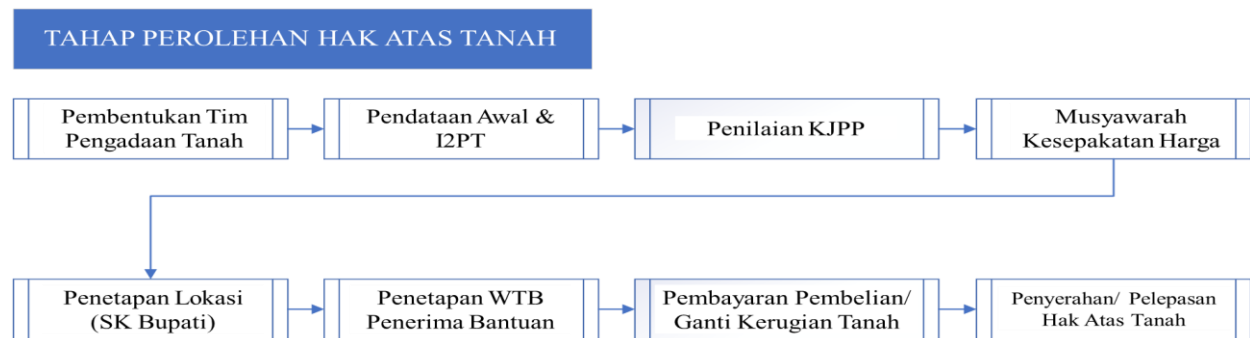 TAHAP PEROLEHAN HAK ATAS TANAH
Pembentukan Tim
Pengadaan Tanah
Pendataan Awal &
I2PT
Penilaian KJPP
Musyawarah
Kesepakatan Harga
Penetapan Lokasi
(SK Bupati)
Penetapan WTB
Penerima Bantuan
Pembayaran Pembelian/
Ganti Kerugian Tanah
Penyerahan/ Pelepasan
Hak Atas Tanah